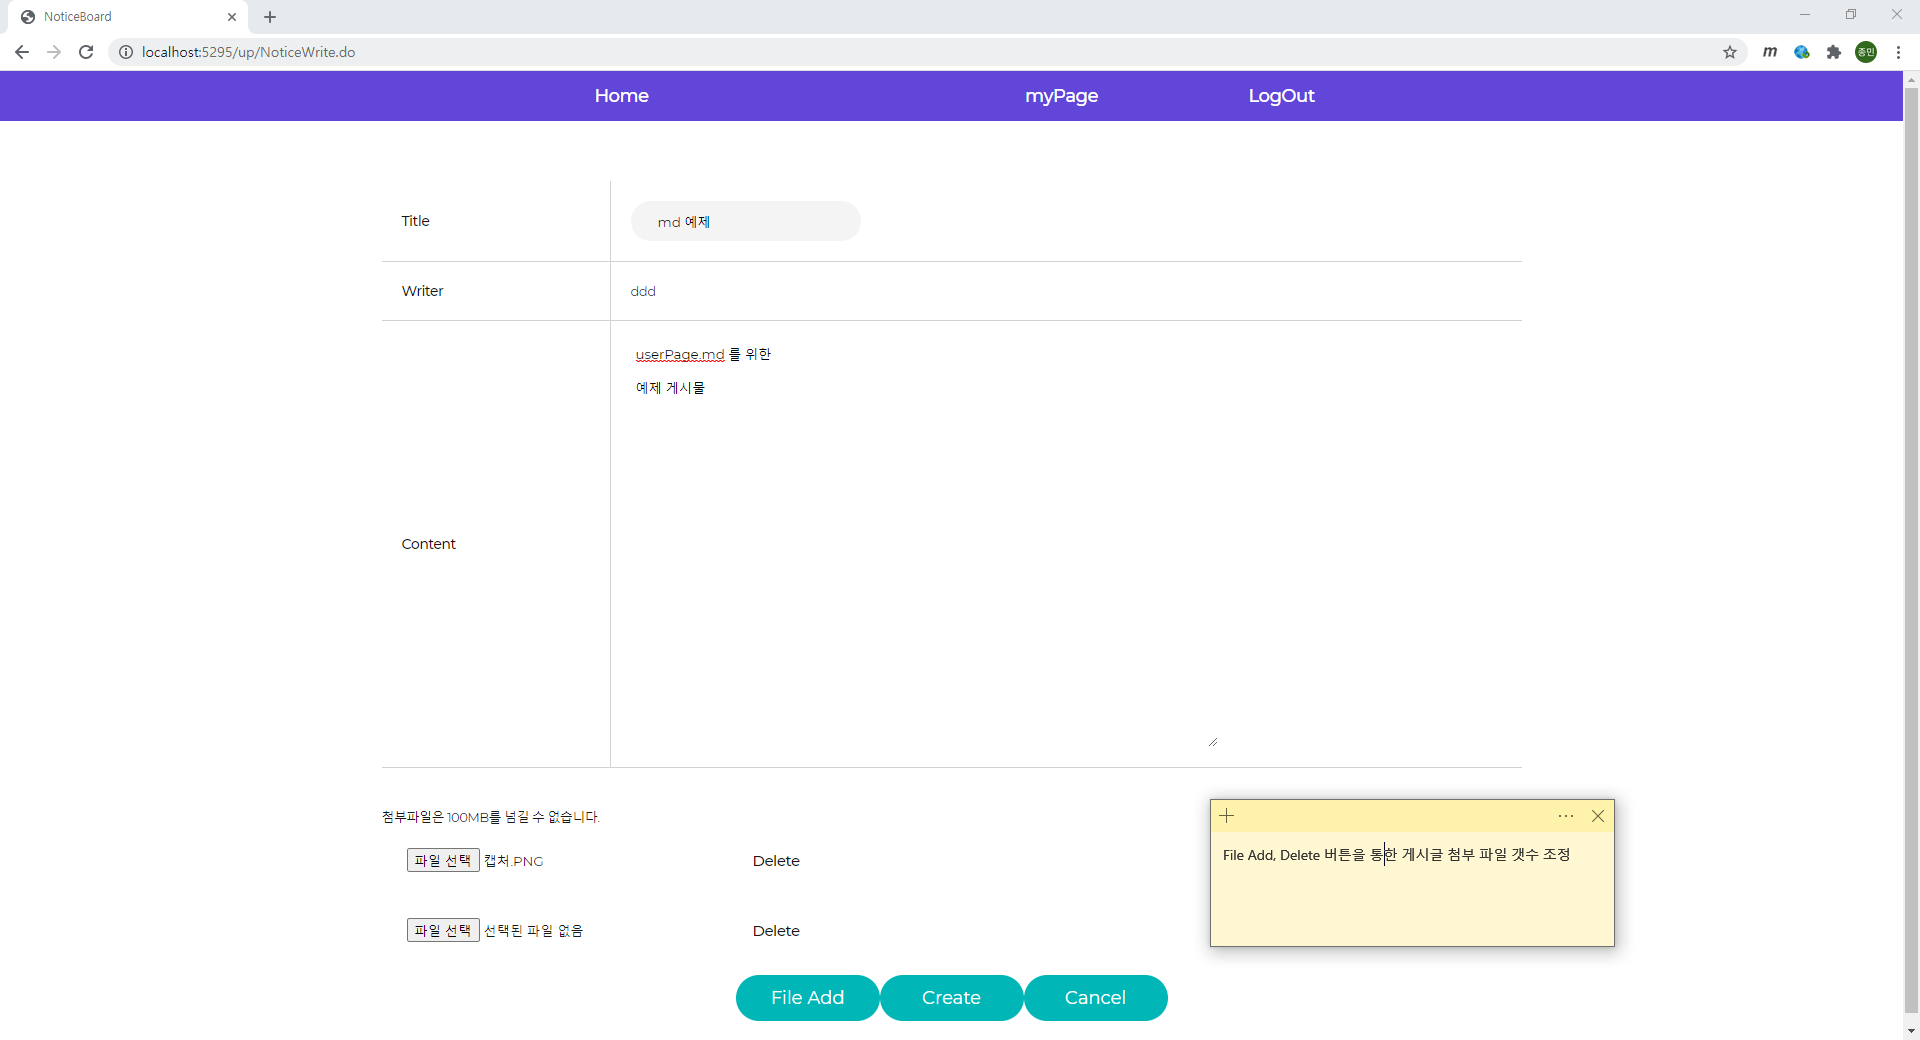 NoticeBoard
localhost:5295/up/NoticeWrite.do
m
종민
Home myPage LogOut
Title md 예제
Writer ddd
userPage.md 를 위한
예제 게시물
Content
첨부파일은 100MB를 넘길 수 없습니다.
파일 선택 캡처.PNG Delete
File Add, Delete 버튼을 통한 게시글 첨부 파일 갯수 조정
파일 선택 선택된 파일 없음 Delete
File Add Create Cancel